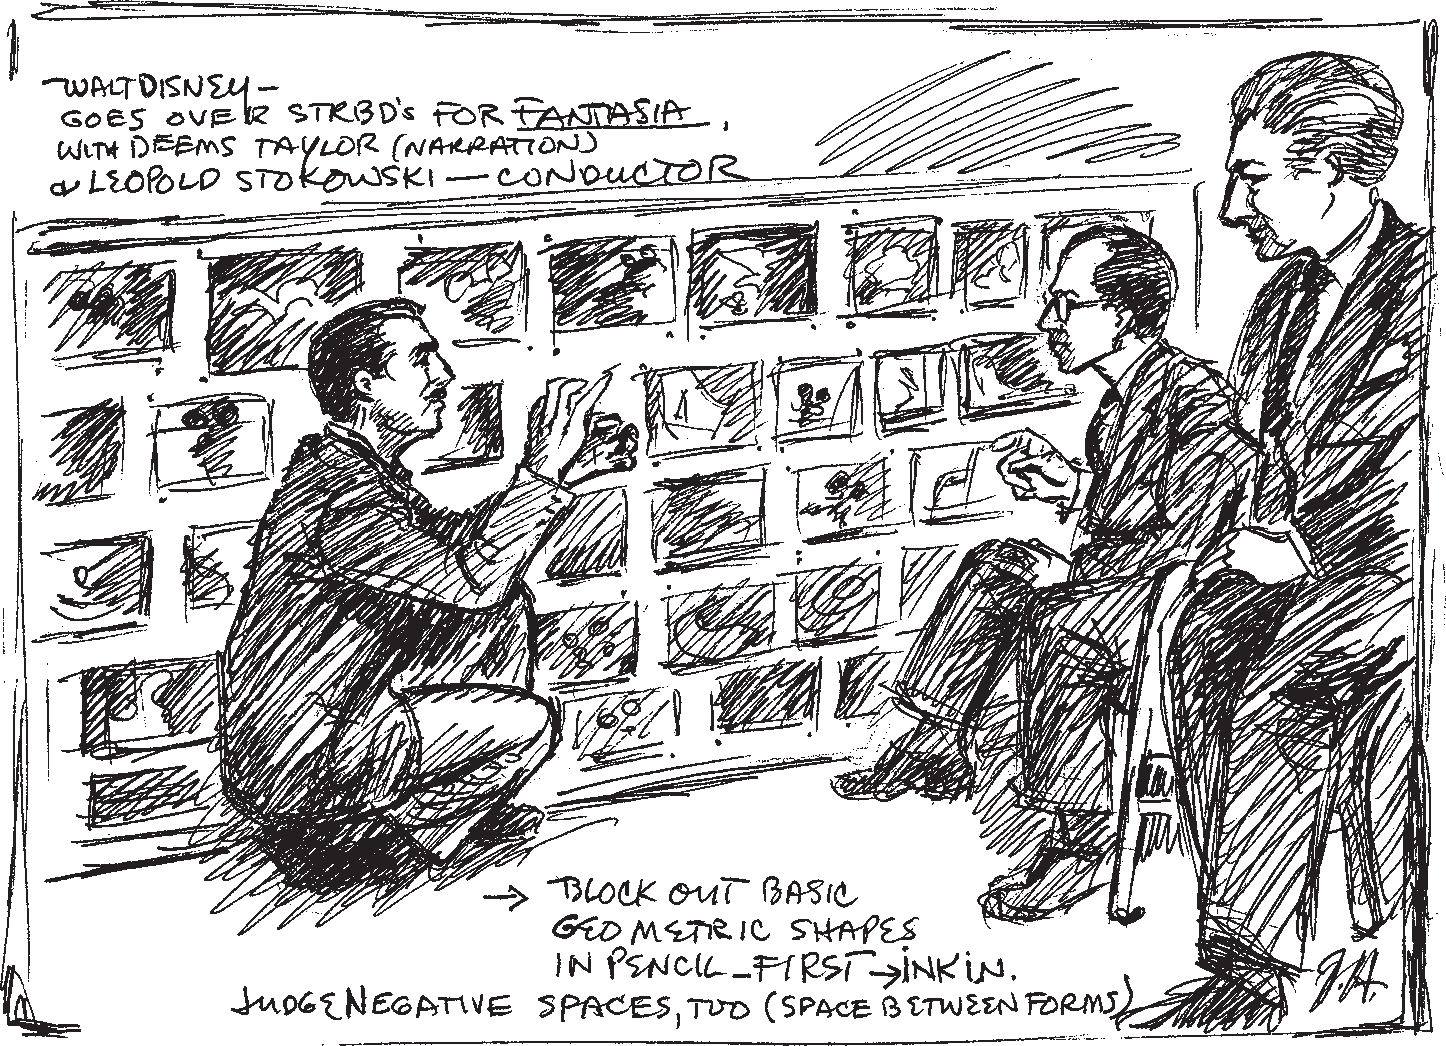 WALT DISNEY —
GOES OVER STRBD'S FOR FANTASIA,
WITH DEEMS TAYLOR (NARRATION)
& LEOPOLD STOKOWSKI — CONDUCTOR
→ BLOCK OUT BASIC
GEOMETRIC SHAPES
IN PENCIL – FIRST → INK IN.
JUDGE NEGATIVE SPACES, TOO (SPACE BETWEEN FORMS)
J.H.